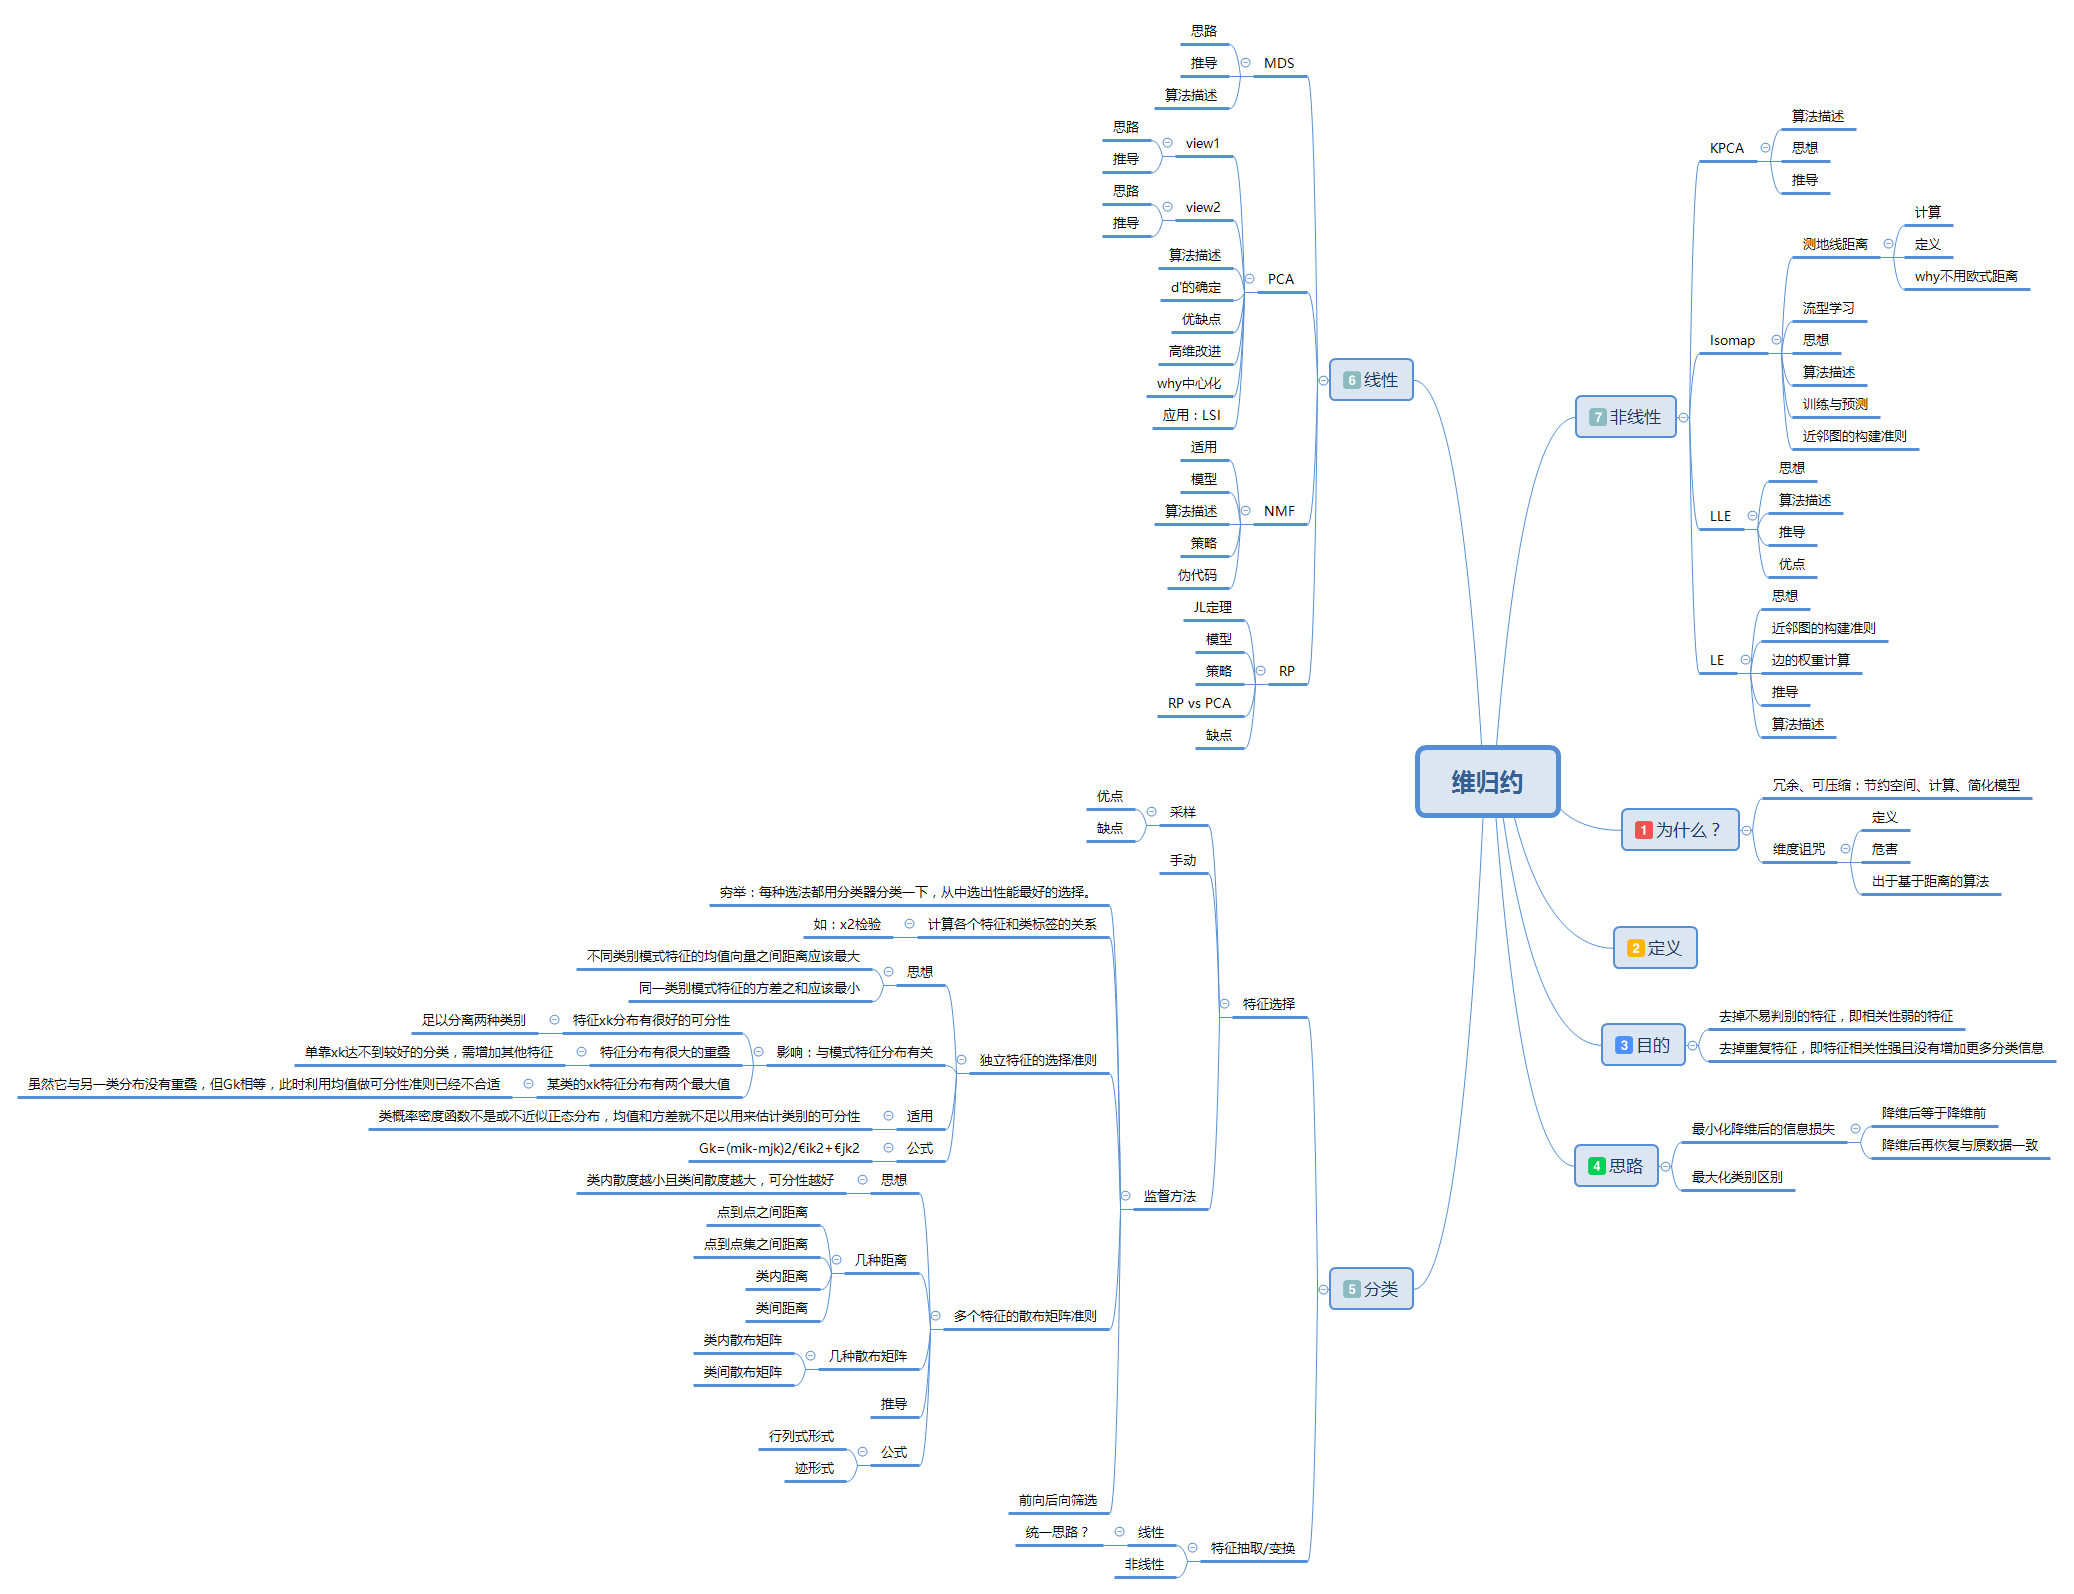 维归约
1 为什么？
冗余、可压缩：节约空间、计算、简化模型
维度诅咒
定义
危害
出于基于距离的算法
2 定义
3 目的
去掉不易判别的特征，即相关性弱的特征
去掉重复特征，即特征相关性强且没有增加更多分类信息
4 思路
最小化降维后的信息损失
降维后等于降维前
降维后再恢复与原数据一致
最大化类别区别
5 分类
特征选择
采样
优点
缺点
手动
监督方法
穷举：每种选法都用分类器分类一下，从中选出性能最好的选择。
计算各个特征和类标签的关系
如：x2检验
独立特征的选择准则
思想
不同类别模式特征的均值向量之间距离应该最大
同一类别模式特征的方差之和应该最小
影响：与模式特征分布有关
特征xk分布有很好的可分性
足以分离两种类别
特征分布有很大的重叠
单靠xk达不到较好的分类，需增加其他特征
某类的xk特征分布有两个最大值
虽然它与另一类分布没有重叠，但Gk相等，此时利用均值做可分性准则已经不合适
适用
类概率密度函数不是或不近似正态分布，均值和方差就不足以用来估计类别的可分性
公式
Gk=(mik-mjk)2/€ik2+€jk2
多个特征的散布矩阵准则
思想
类内散度越小且类间散度越大，可分性越好
几种距离
点到点之间距离
点到点集之间距离
类内距离
类间距离
几种散布矩阵
类内散布矩阵
类间散布矩阵
推导
公式
行列式形式
迹形式
前向后向筛选
特征抽取/变换
线性
统一思路？
非线性
6 线性
MDS
思路
推导
算法描述
PCA
view1
思路
推导
view2
思路
推导
算法描述
d'的确定
优缺点
高维改进
why中心化
应用：LSI
NMF
适用
模型
算法描述
策略
伪代码
RP
JL定理
模型
策略
RP vs PCA
缺点
7 非线性
KPCA
算法描述
思想
推导
Isomap
测地线距离
计算
定义
why不用欧式距离
流型学习
思想
算法描述
训练与预测
近邻图的构建准则
LLE
思想
算法描述
推导
优点
LE
思想
近邻图的构建准则
边的权重计算
推导
算法描述